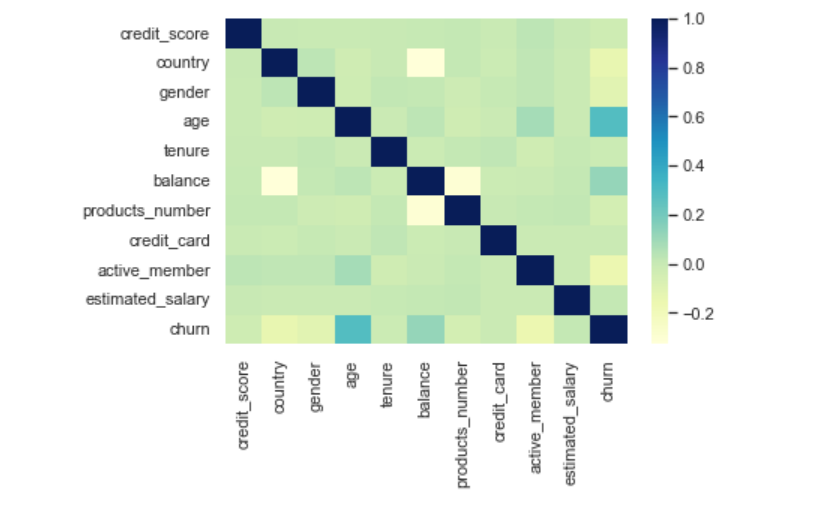 credit_score
country
gender
age
tenure
balance
products_number
credit_card
active_member
estimated_salary
churn
credit_score
country
gender
age
tenure
balance
products_number
credit_card
active_member
estimated_salary
churn
1.0
0.8
0.6
0.4
0.2
0.0
−0.2